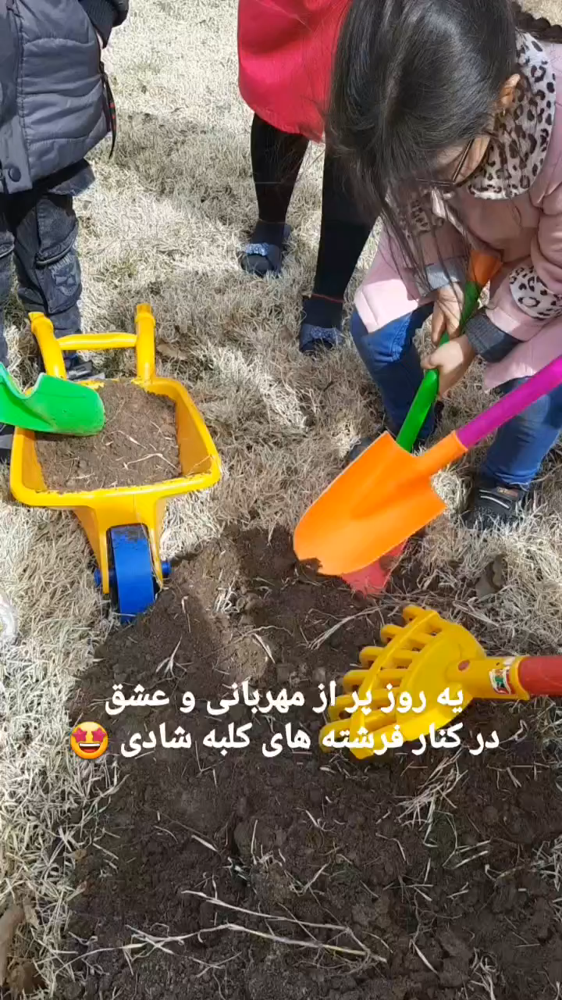 یه روز پر از مهربانی و عشق
در کنار فرشته های کلبه شادی 🤩